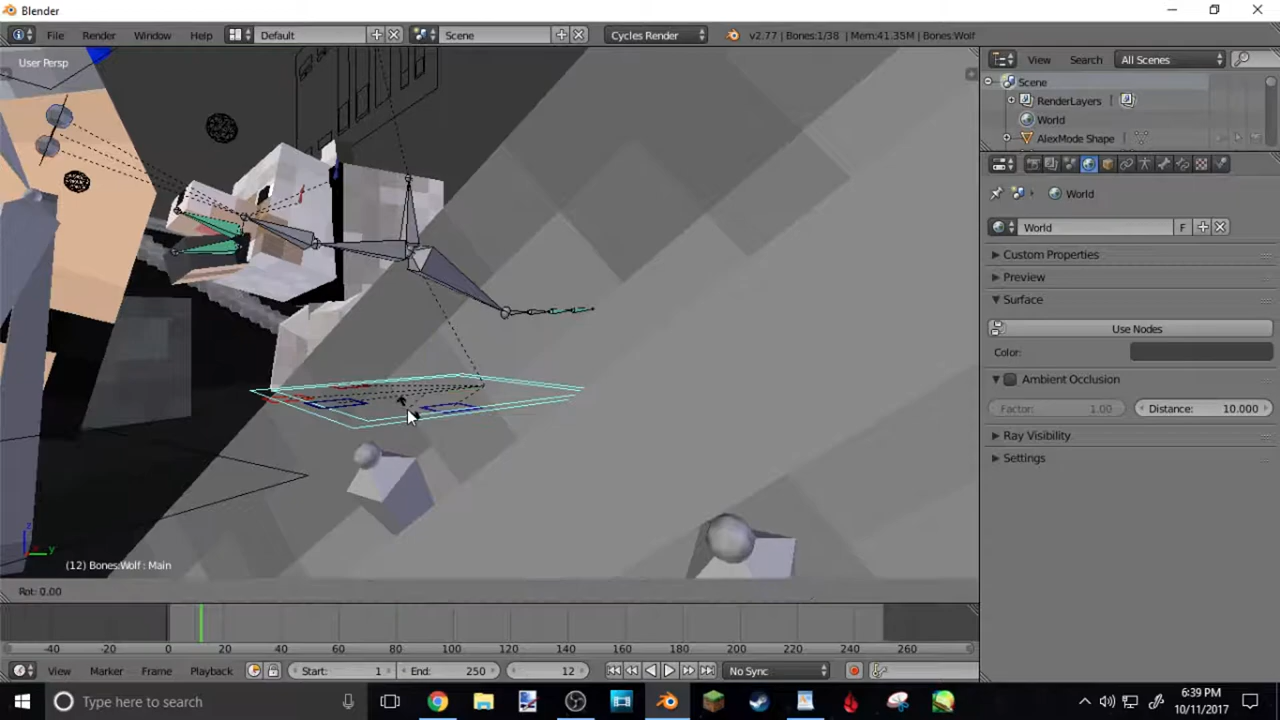 Blender
File Render Window Help Default Scene Cycles Render v2.77 | Bones:1/38 | Mem:41.35M | Bones:Wolf
User Persp
View Search All Scenes
Scene
RenderLayers |
World
AlexMode Shape |
World
World F
Custom Properties
Preview
Surface
Use Nodes
Color:
Ambient Occlusion
Factor: 1.00 Distance: 10.000
Ray Visibility
Settings
z
y
(12) Bones:Wolf : Main
Rot: 0.00
-40 -20 0 20 40 60 80 100 120 140 160 180 200 220 240 260
View Marker Frame Playback Start: 1 End: 250 12 No Sync
Type here to search
6:39 PM
10/11/2017